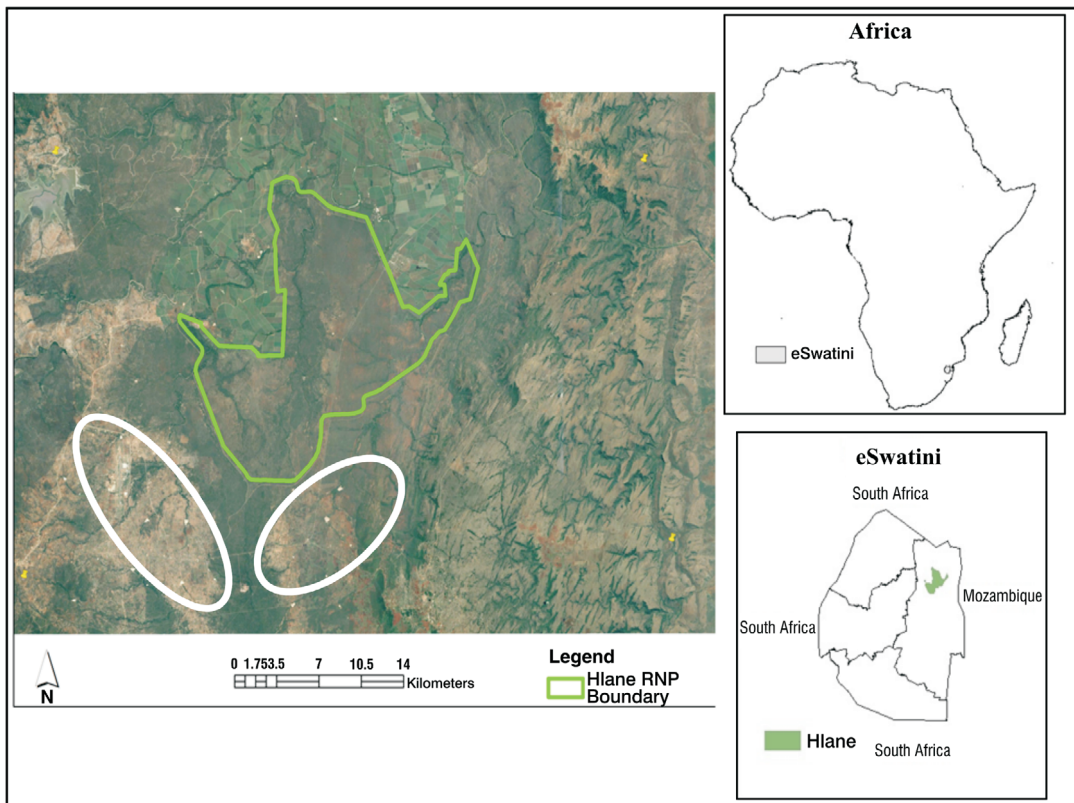 Africa
eSwatini
eSwatini
South Africa
Mozambique
South Africa
South Africa
Hlane
N
0 1.753.5 7 10.5 14
Kilometers
Legend
Hlane RNP
Boundary